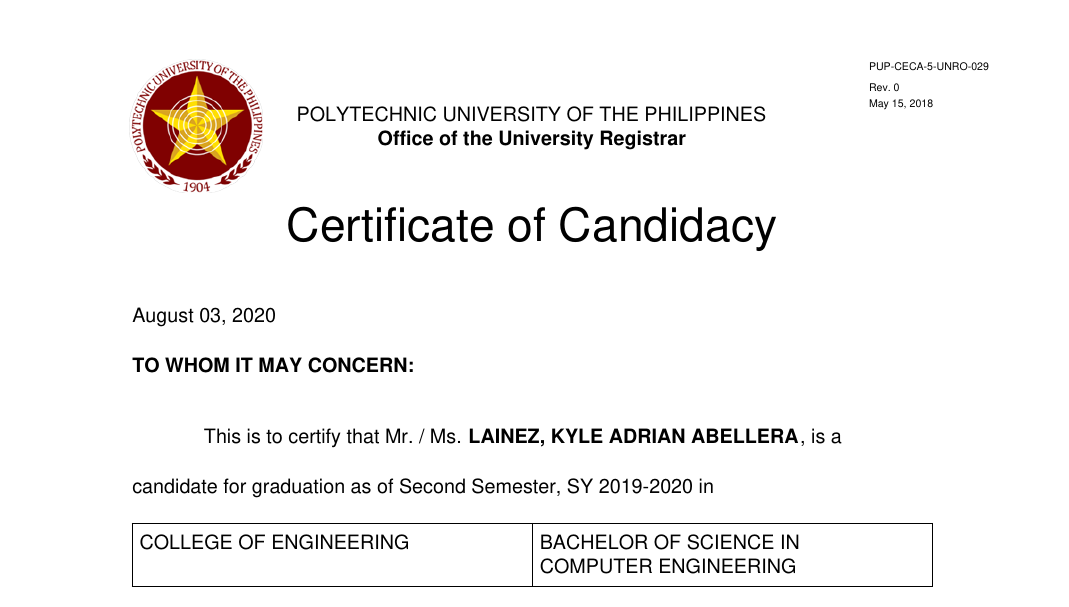 POLYTECHNIC UNIVERSITY OF THE PHILIPPINES
1904
PUP-CECA-5-UNRO-029
Rev. 0
May 15, 2018
POLYTECHNIC UNIVERSITY OF THE PHILIPPINES
Office of the University Registrar
Certificate of Candidacy
August 03, 2020
TO WHOM IT MAY CONCERN:
This is to certify that Mr. / Ms. LAINEZ, KYLE ADRIAN ABELLERA, is a
candidate for graduation as of Second Semester, SY 2019-2020 in
COLLEGE OF ENGINEERING
BACHELOR OF SCIENCE IN
COMPUTER ENGINEERING